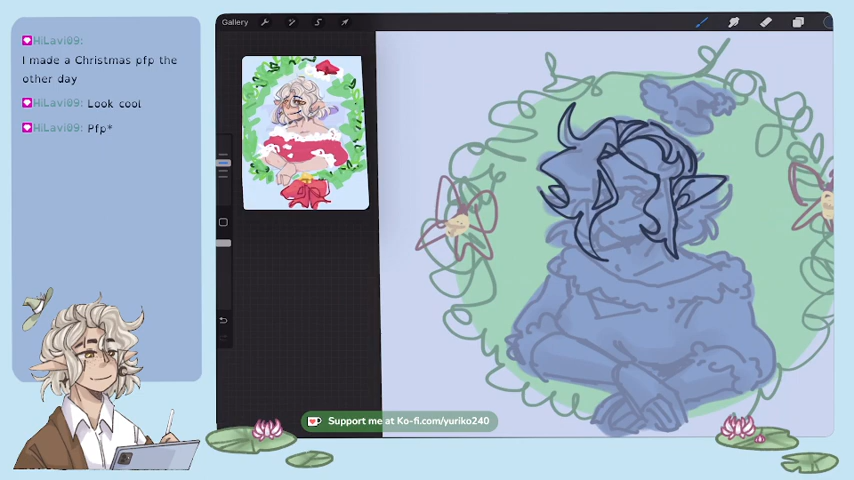 HiLavi09:
I made a Christmas pfp the
other day
HiLavi09: Look cool
HiLavi09: Pfp*
Gallery
Support me at Ko-fi.com/yuriko240